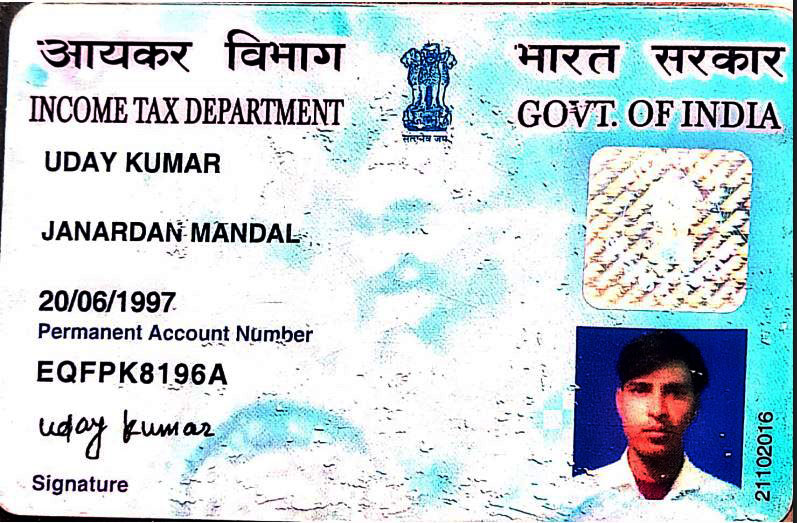 आयकर विभाग
INCOME TAX DEPARTMENT
भारत सरकार
GOVT. OF INDIA
सत्यमेव जयते
UDAY KUMAR
JANARDAN MANDAL
20/06/1997
Permanent Account Number
EQFPK8196A
uday kumar
Signature
21102016